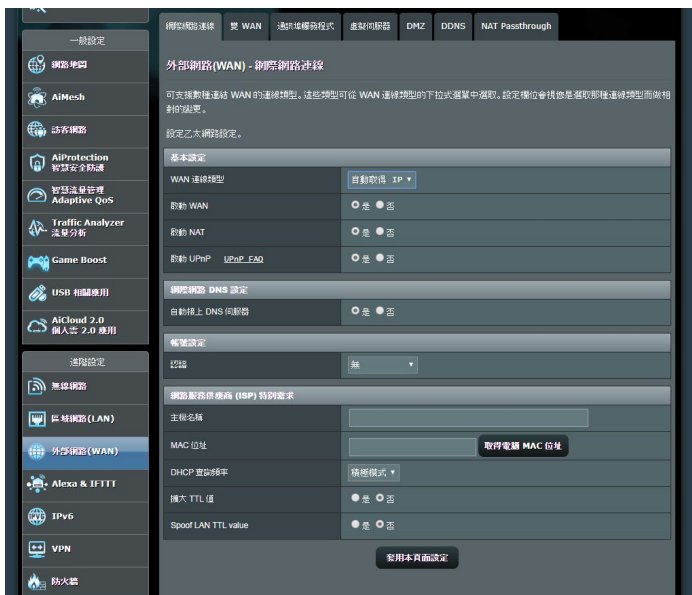 網際網路連線 雙 WAN 通訊埠觸發程式 虛擬伺服器 DMZ DDNS NAT Passthrough
一般設定
網路地圖
AiMesh
訪客網路
AiProtection
智慧安全防護
智慧流量管理
Adaptive QoS
Traffic Analyzer
流量分析
Game Boost
USB 相關應用
AiCloud 2.0
個人雲 2.0 應用
進階設定
無線網路
區域網路(LAN)
外部網路(WAN)
Alexa & IFTTT
IPv6
VPN
防火牆
外部網路(WAN) - 網際網路連線
可支援數種連結 WAN 的連線類型。這些類型可從 WAN 連線類型的下拉式選單中選取。設定欄位會視您是選取那種連線類型而做相
對的變更。
設定乙太網路設定。
基本設定
WAN 連線類型 自動取得 IP
啟動 WAN 是 否
啟動 NAT 是 否
啟動 UPnP UPnP FAQ 是 否
網際網路 DNS 設定
自動接上 DNS 伺服器 是 否
帳號設定
認證 無
網路服務供應商 (ISP) 特別需求
主機名稱
MAC 位址 取得電腦 MAC 位址
DHCP 查詢頻率 積極模式
擴大 TTL 值 是 否
Spoof LAN TTL value 是 否
套用本頁面設定